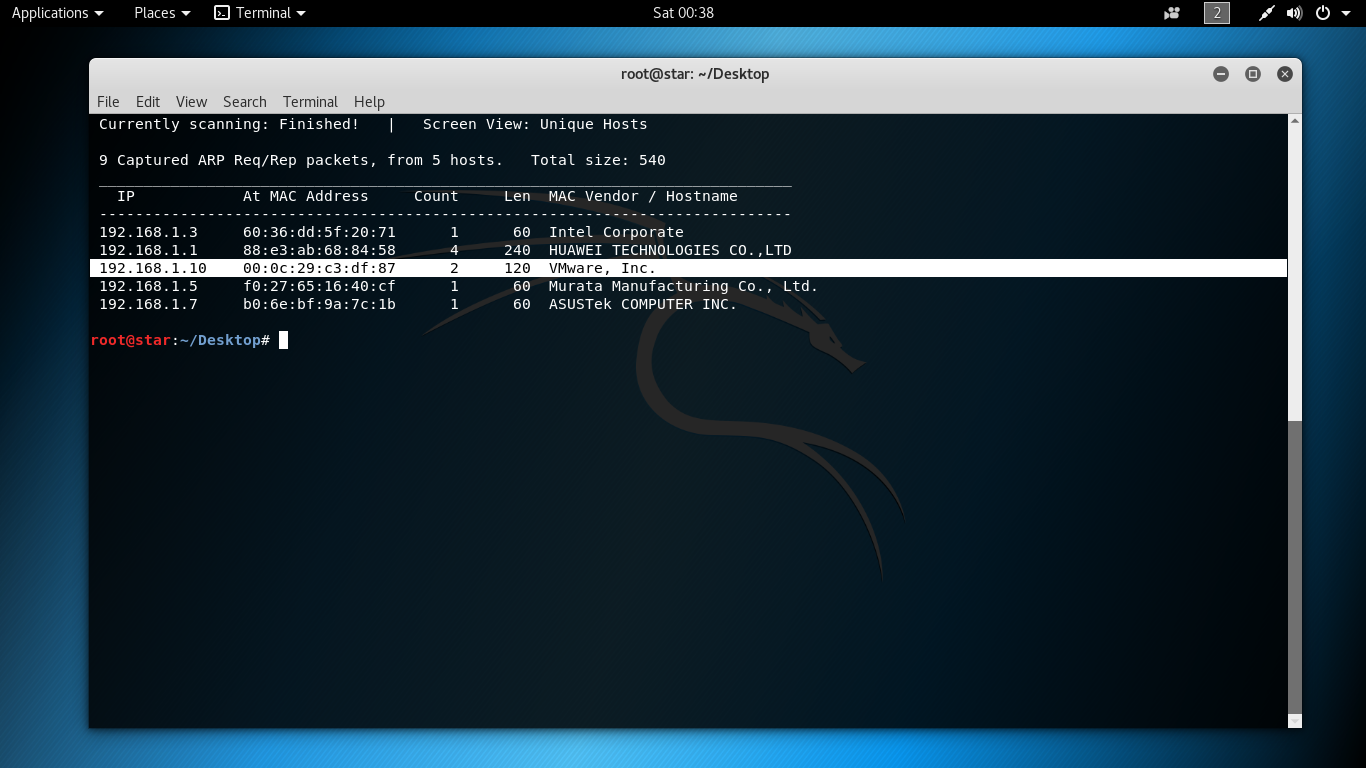 Applications Places Terminal Sat 00:38 2
root@star: ~/Desktop
File Edit View Search Terminal Help
Currently scanning: Finished!   |   Screen View: Unique Hosts
9 Captured ARP Req/Rep packets, from 5 hosts.   Total size: 540
_____________________________________________________________________________
  IP            At MAC Address     Count     Len  MAC Vendor / Hostname
-----------------------------------------------------------------------------
192.168.1.3     60:36:dd:5f:20:71      1      60  Intel Corporate
192.168.1.1     88:e3:ab:68:84:58      4     240  HUAWEI TECHNOLOGIES CO.,LTD
192.168.1.10    00:0c:29:c3:df:87      2     120  VMware, Inc.
192.168.1.5     f0:27:65:16:40:cf      1      60  Murata Manufacturing Co., Ltd.
192.168.1.7     b0:6e:bf:9a:7c:1b      1      60  ASUSTek COMPUTER INC.
root@star:~/Desktop#